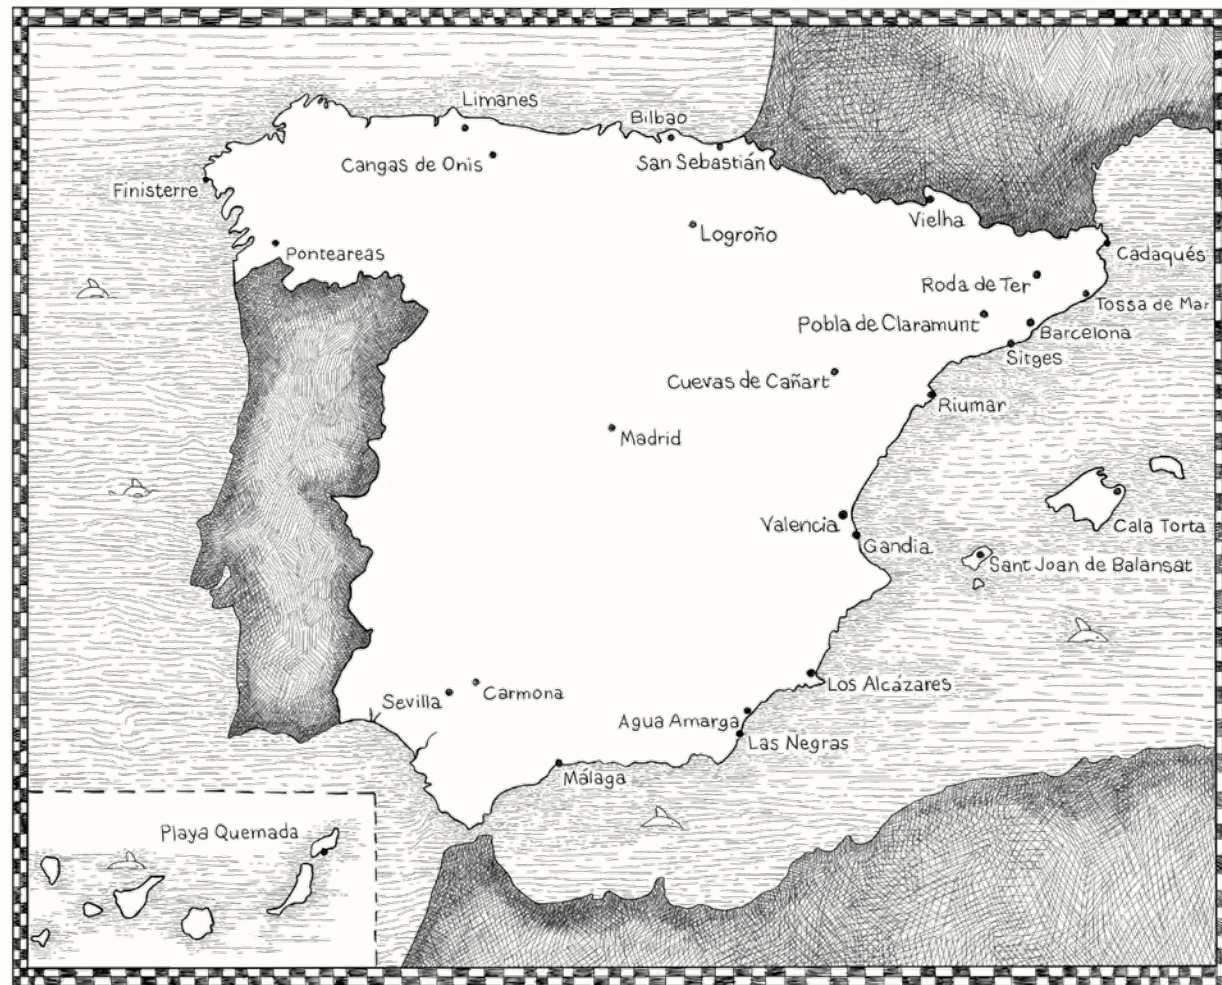 Limanes
Bilbao
Cangas de Onis
San Sebastián
Finisterre
Vielha
Logroño
Ponteareas
Cadaqués
Roda de Ter
Tossa de Mar
Pobla de Claramunt
Barcelona
Sitges
Cuevas de Cañart
Riumar
Madrid
Valencia
Cala Torta
Gandia
Sant Joan de Balansat
Los Alcázares
Carmona
Sevilla
Agua Amarga
Las Negras
Málaga
Playa Quemada